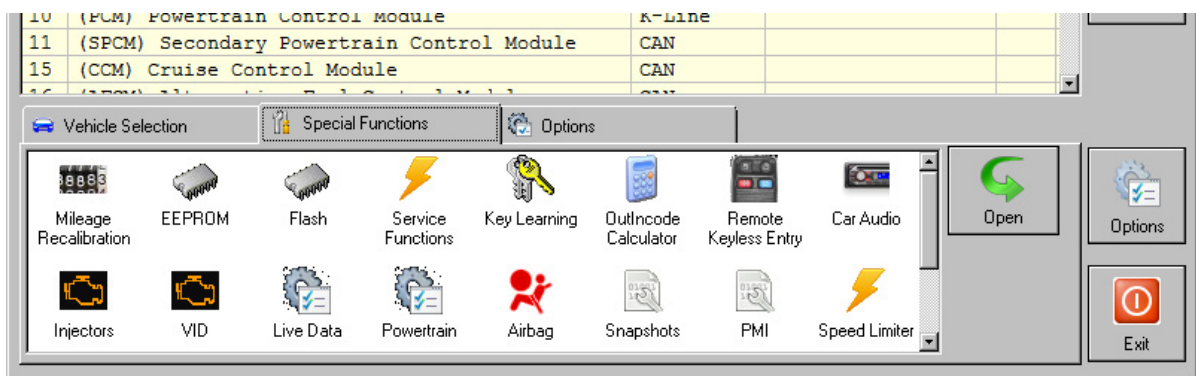 10 (PCM) Powertrain Control Module K-Line
11 (SPCM) Secondary Powertrain Control Module CAN
15 (CCM) Cruise Control Module CAN
Vehicle Selection Special Functions Options
Mileage Recalibration
EEPROM
Flash
Service Functions
Key Learning
OutIncode Calculator
Remote Keyless Entry
Car Audio
Open
Options
Injectors
VID
Live Data
Powertrain
Airbag
Snapshots
PMI
Speed Limiter
Exit